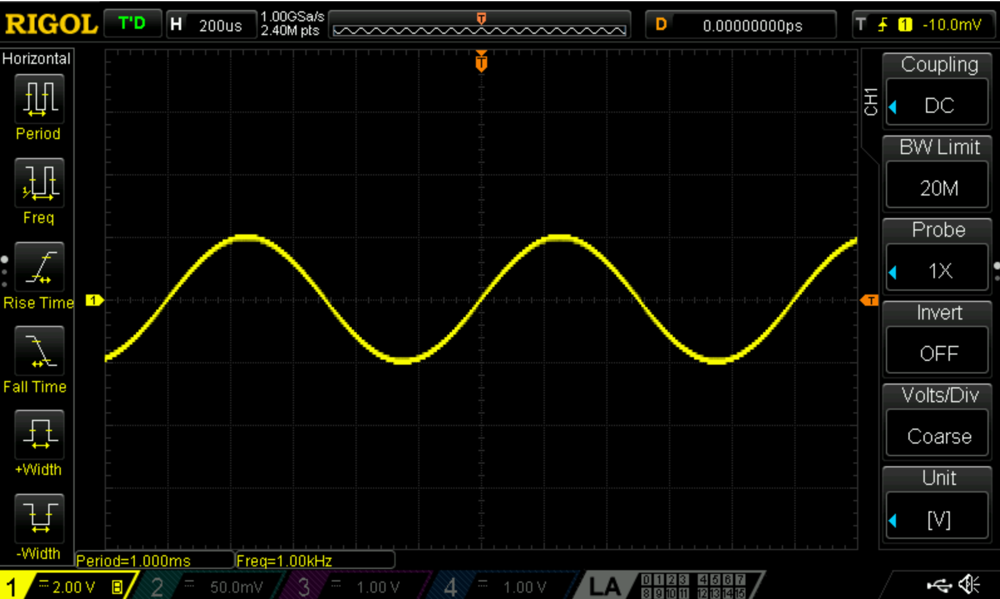 RIGOL T'D H 200us 1.00GSa/s D 0.00000000ps T 1 -10.0mV
2.40M pts
T
Horizontal
Period
Freq
Rise Time
Fall Time
+Width
-Width
T
1
T
CH1
Coupling
DC
BW Limit
20M
Probe
1X
Invert
OFF
Volts/Div
Coarse
Unit
[V]
Period=1.000ms Freq=1.00kHz
1 2.00 V B 2 50.0mV 3 1.00 V 4 1.00 V LA
0 1 2 3 4 5 6 7
8 9 10 11 12 13 14 15